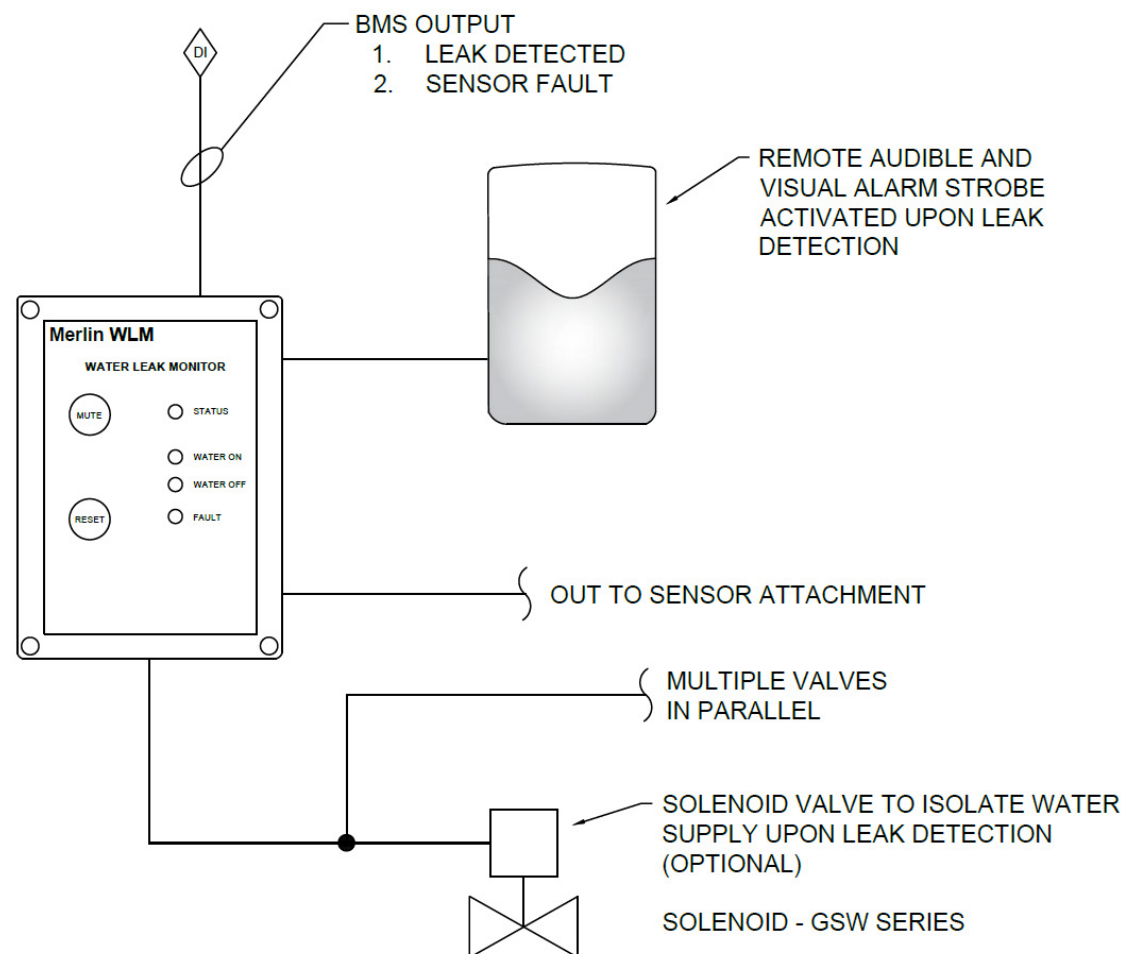 DI
BMS OUTPUT
1. LEAK DETECTED
2. SENSOR FAULT
REMOTE AUDIBLE AND
VISUAL ALARM STROBE
ACTIVATED UPON LEAK
DETECTION
Merlin WLM
WATER LEAK MONITOR
MUTE
STATUS
WATER ON
WATER OFF
RESET
FAULT
OUT TO SENSOR ATTACHMENT
MULTIPLE VALVES
IN PARALLEL
SOLENOID VALVE TO ISOLATE WATER
SUPPLY UPON LEAK DETECTION
(OPTIONAL)
SOLENOID - GSW SERIES